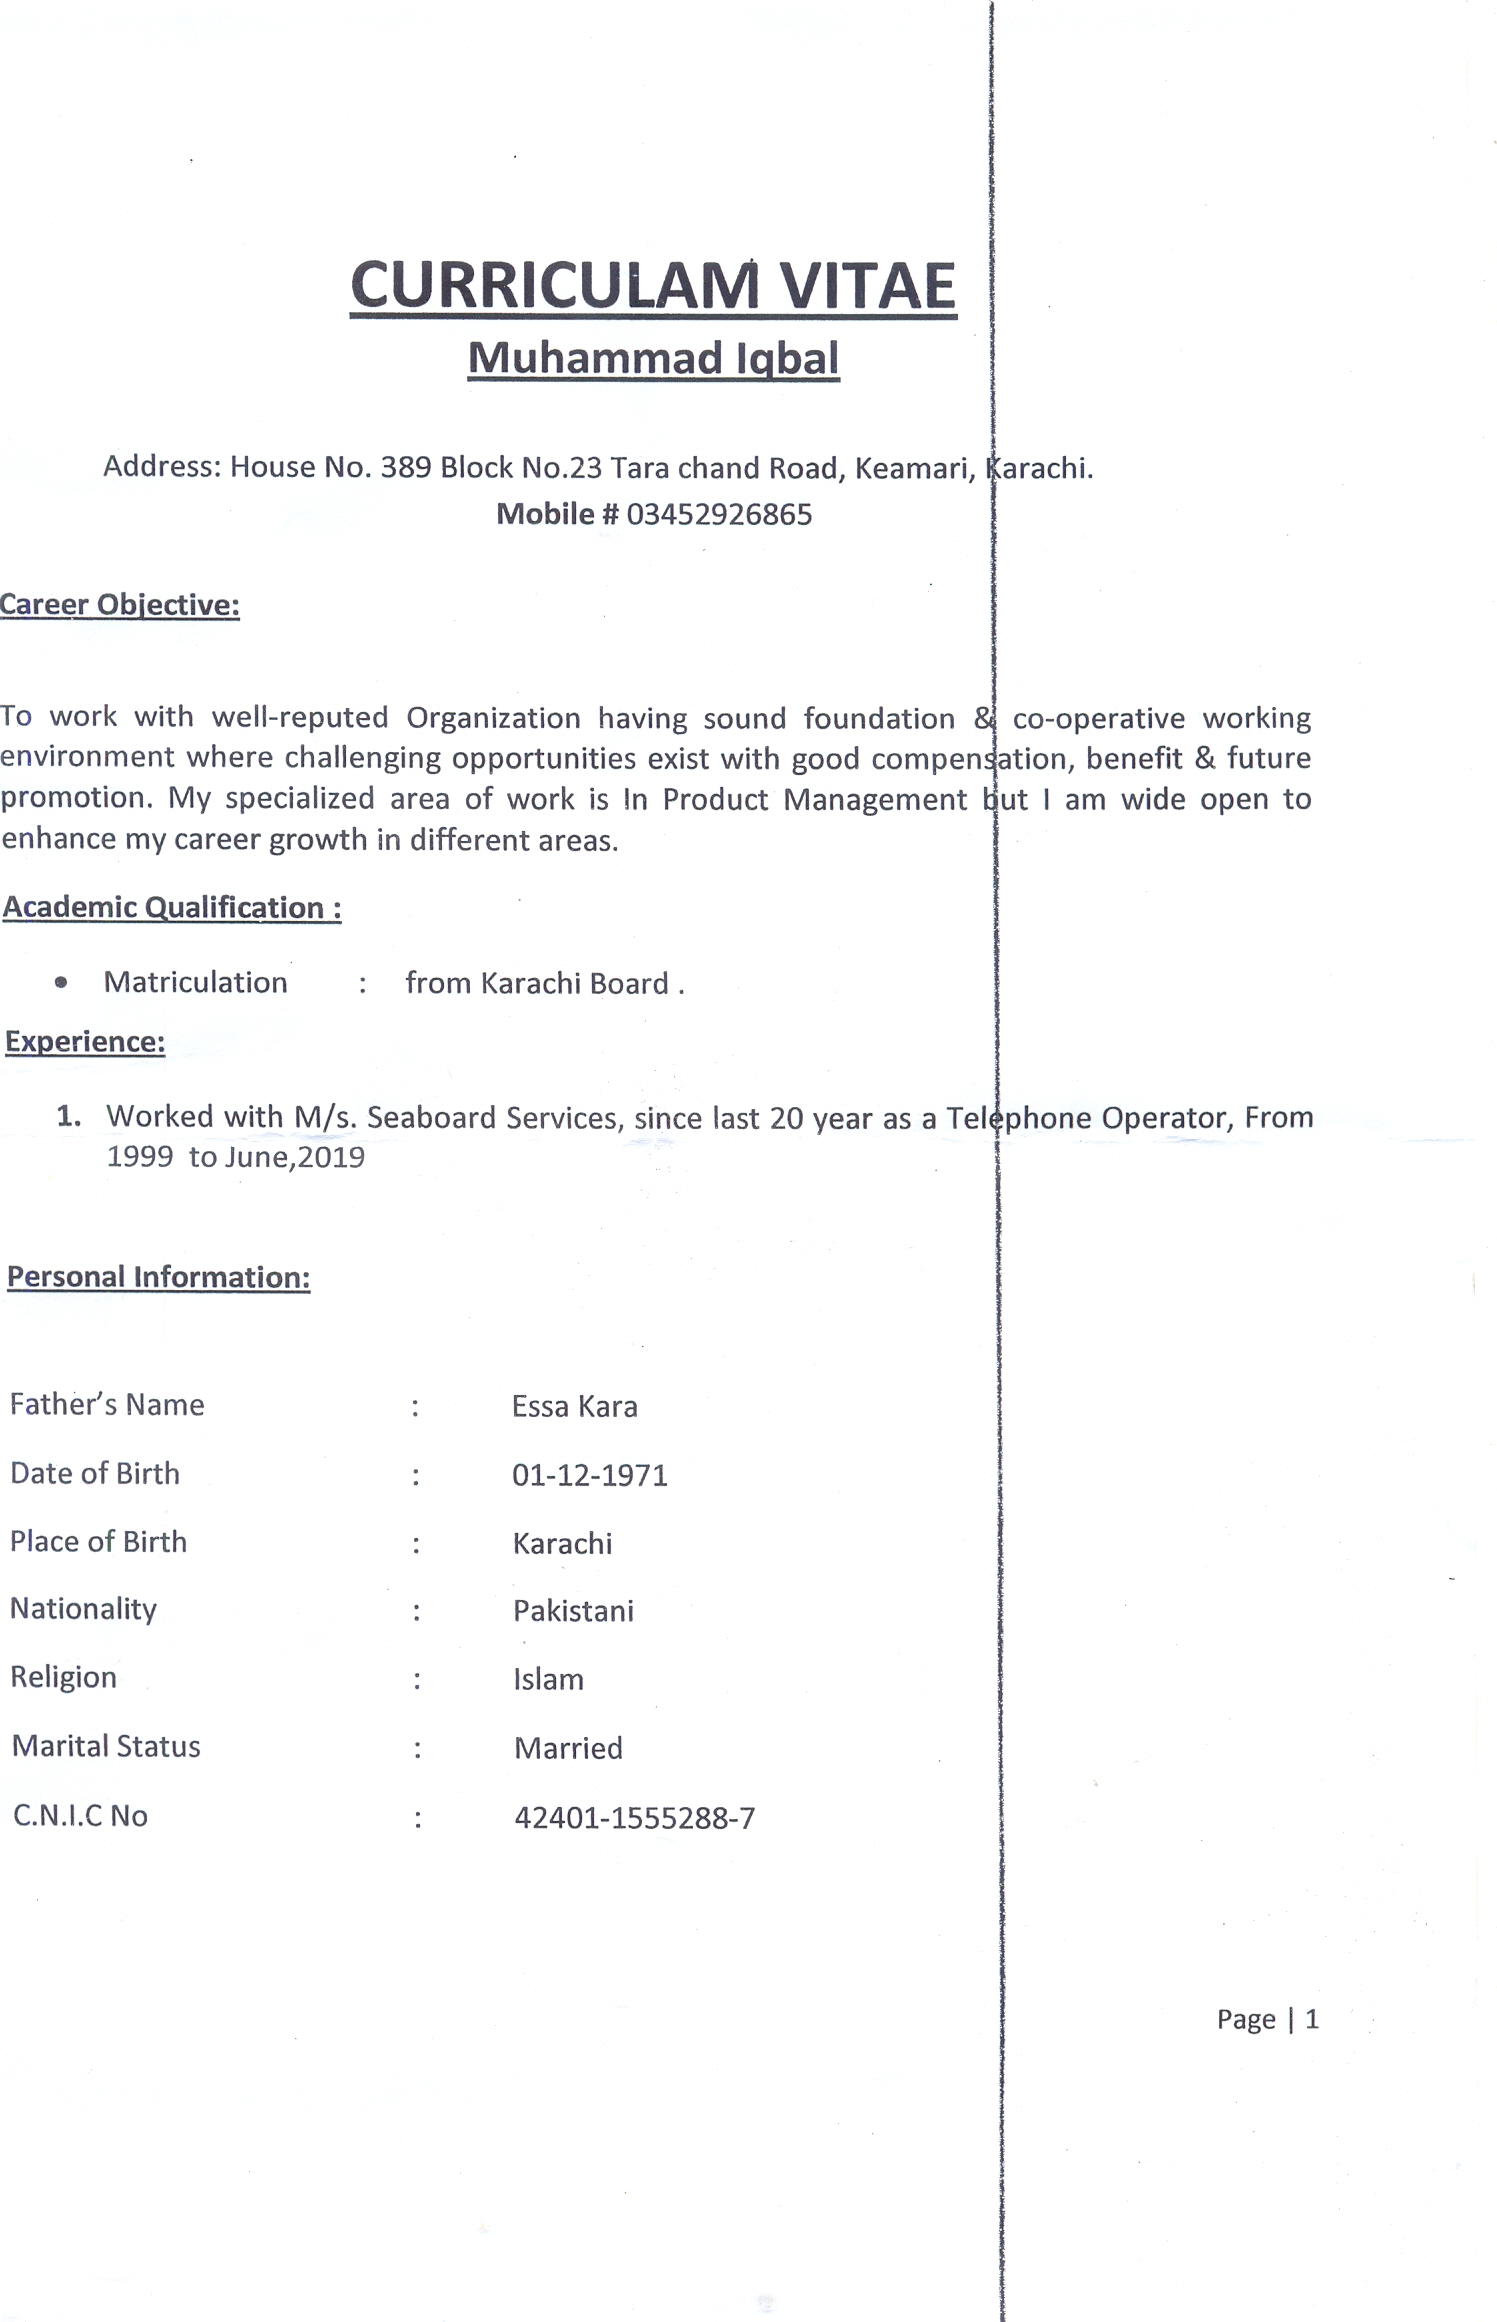 CURRICULAM VITAE
Muhammad Iqbal
Address: House No. 389 Block No.23 Tara chand Road, Keamari, Karachi.
Mobile # 03452926865
Career Objective:
To work with well-reputed Organization having sound foundation & co-operative working
environment where challenging opportunities exist with good compensation, benefit & future
promotion. My specialized area of work is In Product Management but I am wide open to
enhance my career growth in different areas.
Academic Qualification :
• Matriculation : from Karachi Board .
Experience:
1. Worked with M/s. Seaboard Services, since last 20 year as a Telephone Operator, From
1999 to June,2019
Personal Information:
Father's Name : Essa Kara
Date of Birth : 01-12-1971
Place of Birth : Karachi
Nationality : Pakistani
Religion : Islam
Marital Status : Married
C.N.I.C No : 42401-1555288-7
Page | 1